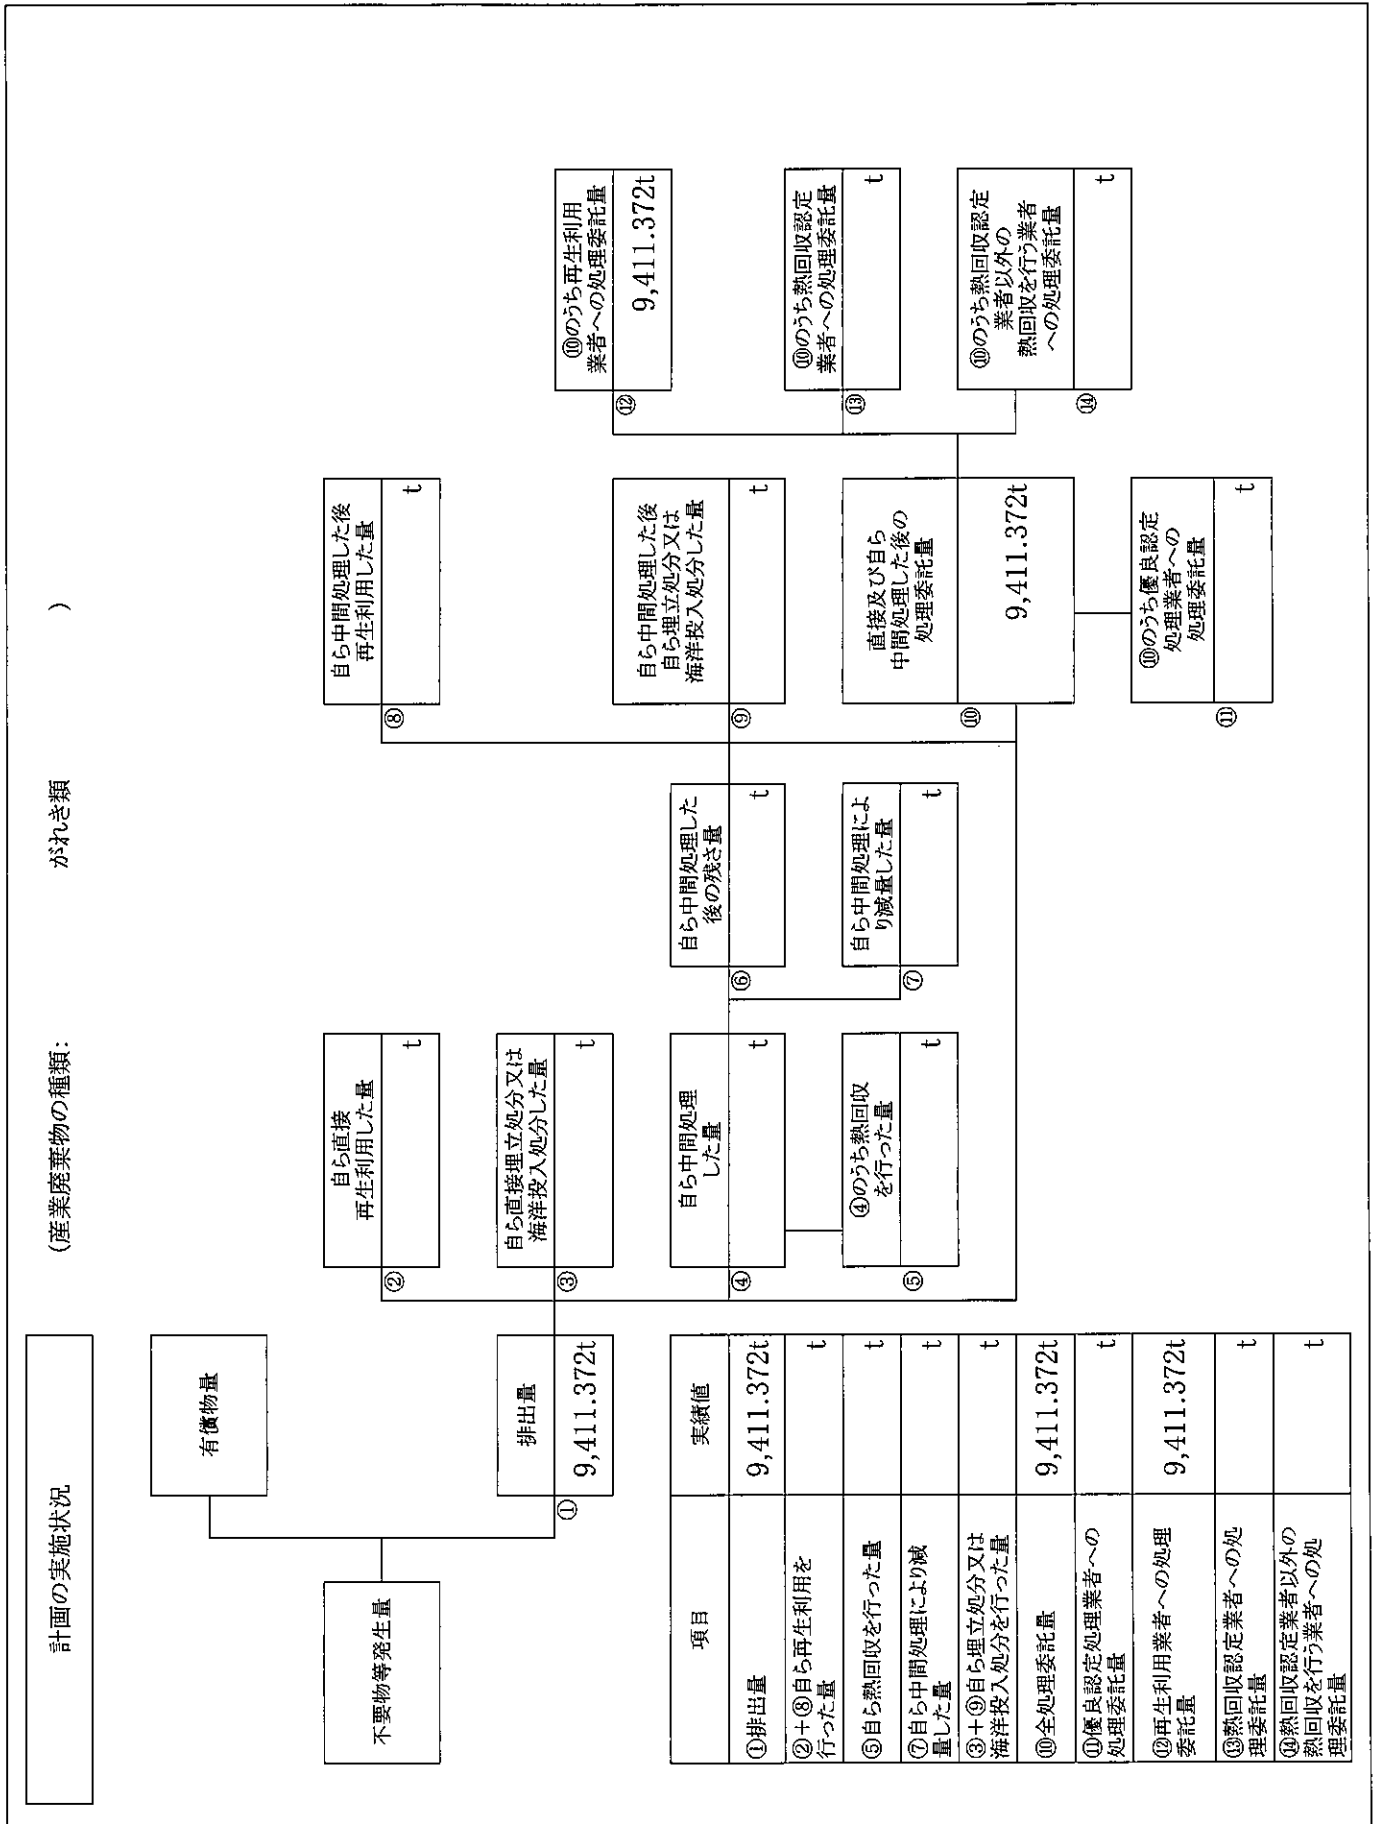 計画の実施状況
(産業廃棄物の種類: がれき類 )
有償物量
不要物等発生量
①
排出量
9,411.372t
②
自ら直接
再生利用した量
t
③
自ら直接埋立処分又は
海洋投入処分した量
t
④
自ら中間処理
した量
t
⑤
④のうち熱回収
を行った量
t
⑥
自ら中間処理した
後の残さ量
t
⑦
自ら中間処理によ
り減量した量
t
⑧
自ら中間処理した後
再生利用した量
t
⑨
自ら中間処理した後
自ら埋立処分又は
海洋投入処分した量
t
⑩
直接及び自ら
中間処理した後の
処理委託量
9,411.372t
⑪
⑩のうち優良認定
処理業者への
処理委託量
t
⑫
⑩のうち再生利用
業者への処理委託量
9,411.372t
⑬
⑩のうち熱回収認定
業者への処理委託量
t
⑭
⑩のうち熱回収認定
業者以外の
熱回収を行う業者
への処理委託量
t
項目 実績値
①排出量 9,411.372t
②+⑧自ら再生利用を
行った量 t
⑤自ら熱回収を行った量 t
⑦自ら中間処理により減
量した量 t
③+⑨自ら埋立処分又は
海洋投入処分を行った量 t
⑩全処理委託量 9,411.372t
⑪優良認定処理業者への
処理委託量 t
⑫再生利用業者への処理
委託量 9,411.372t
⑬熱回収認定業者への処
理委託量 t
⑭熱回収認定業者以外の
熱回収を行う業者への処
理委託量 t